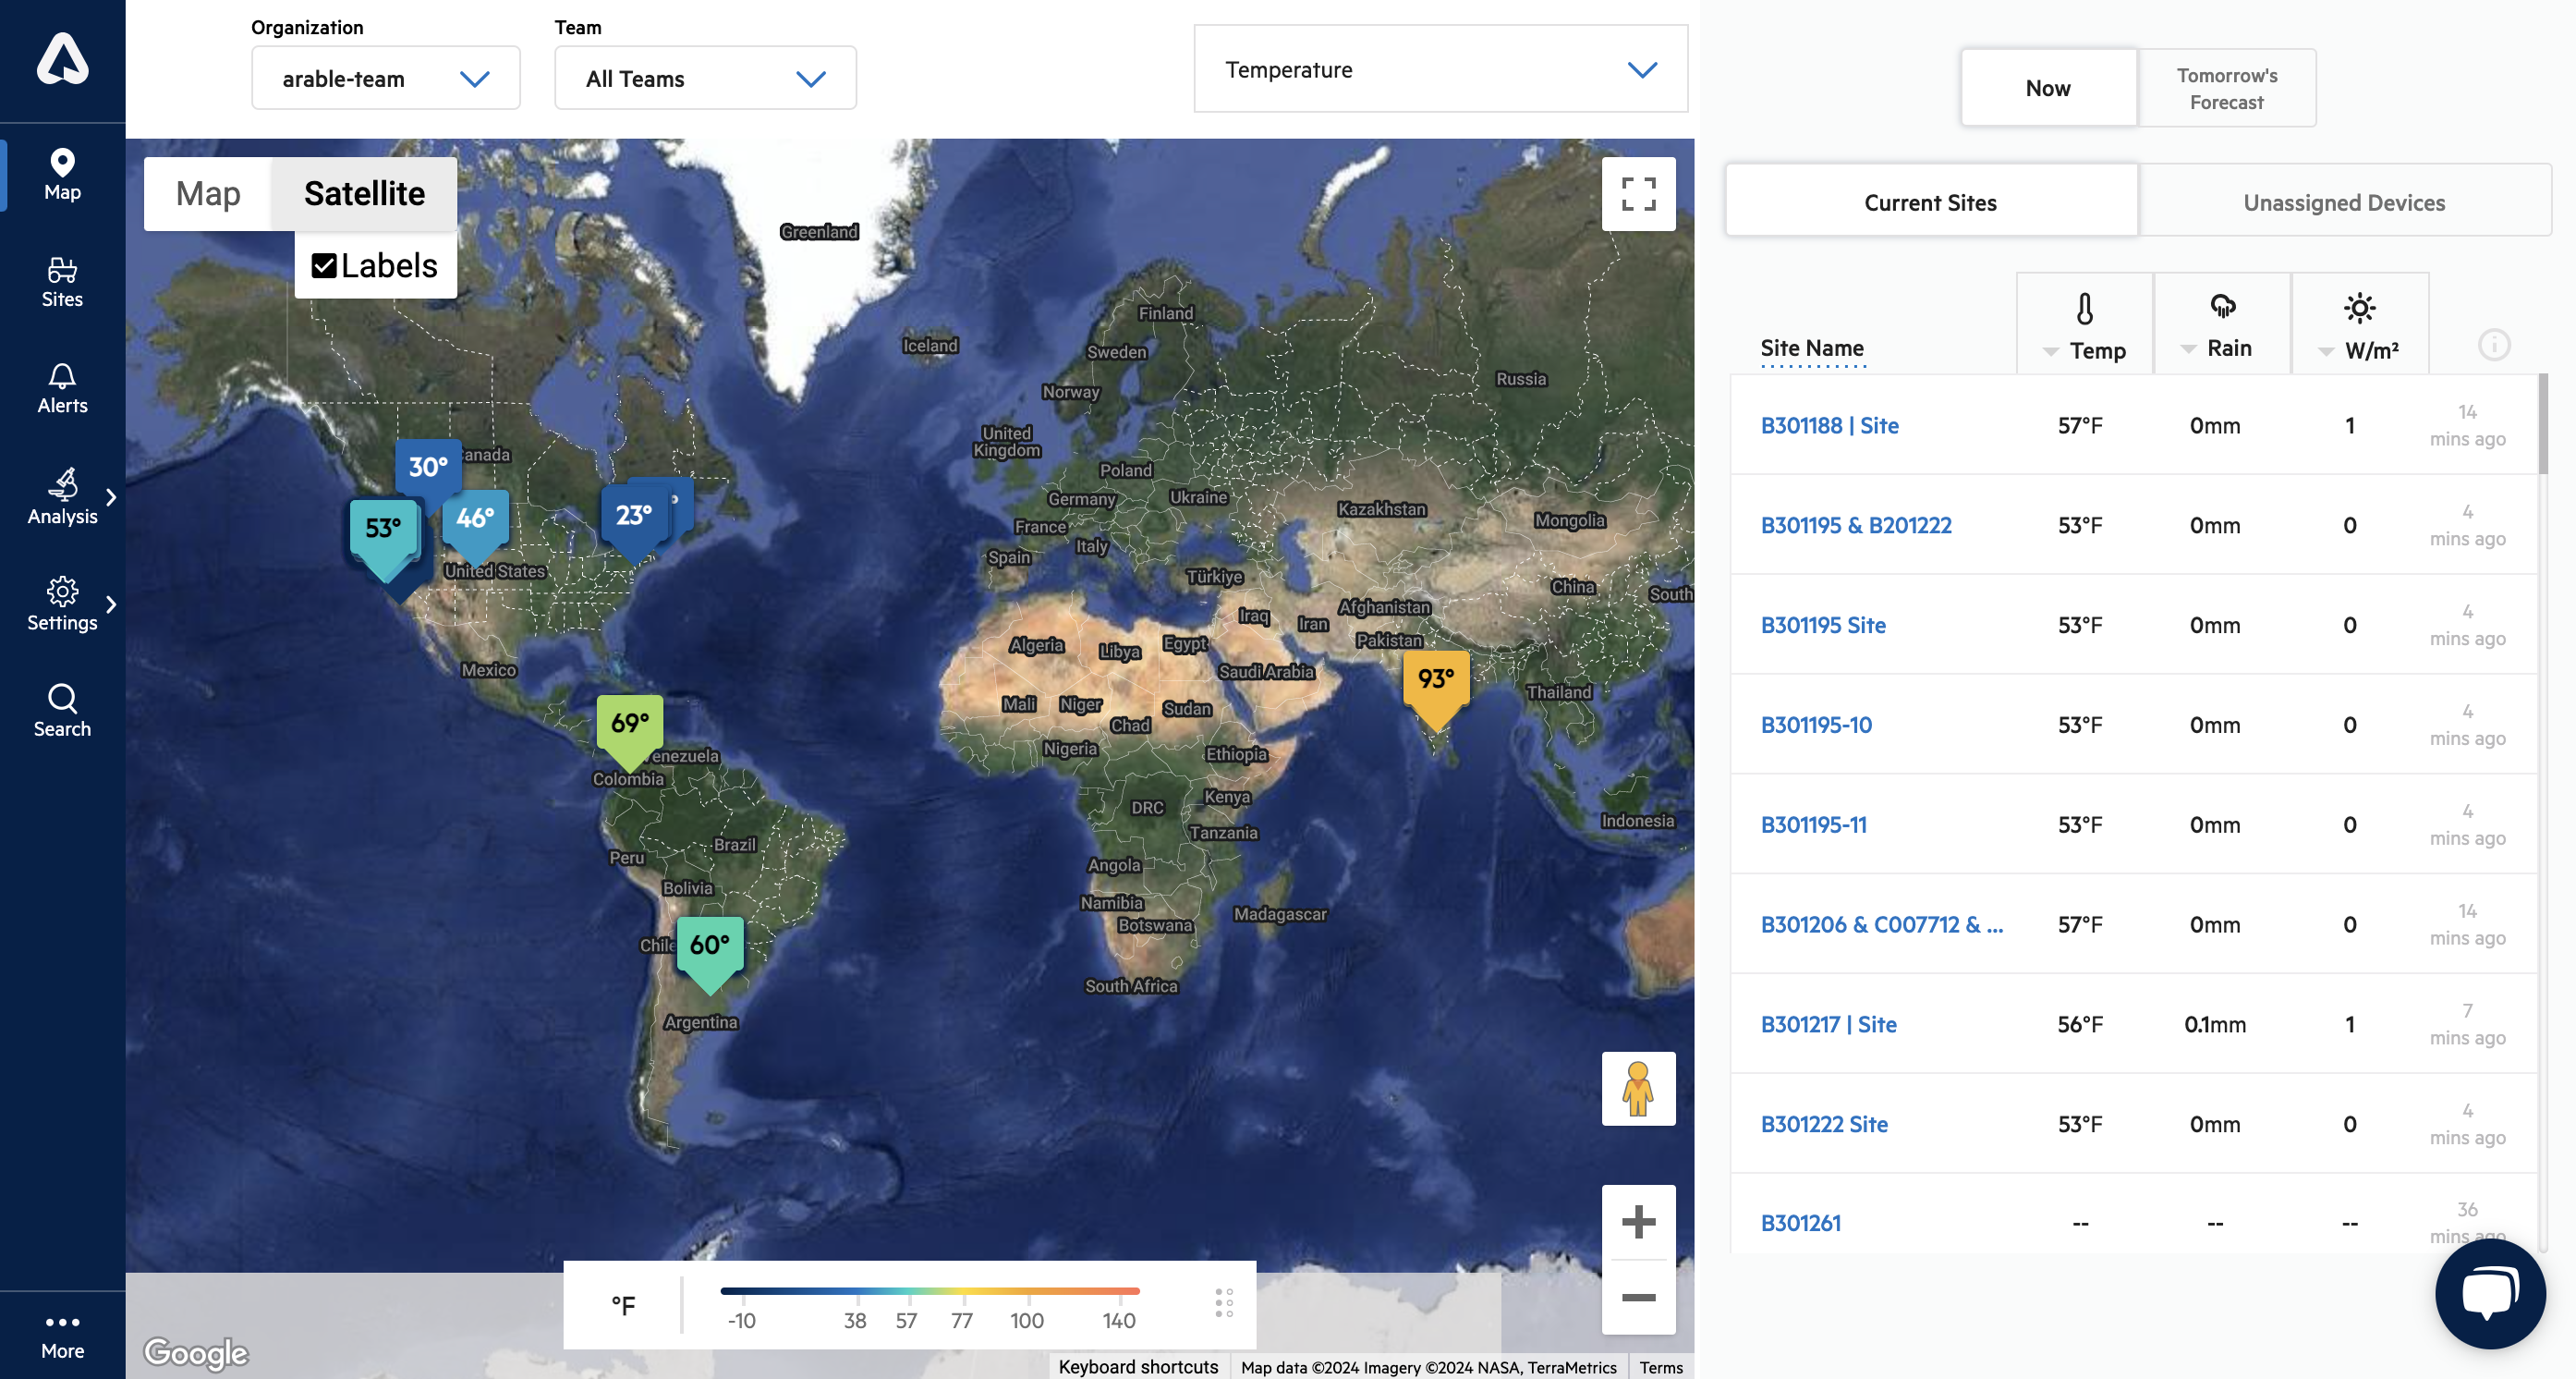 Organization
Team
arable-team
All Teams
Temperature
Now
Tomorrow's
Forecast
Map
Sites
Alerts
Analysis
Settings
Search
More
Map
Satellite
Labels
Current Sites
Unassigned Devices
Greenland
Iceland
Finland
Sweden
Norway
Russia
United
Kingdom
Poland
Germany
Ukraine
France
Kazakhstan
Mongolia
Italy
Spain
Türkiye
China
South
Iraq
Iran
Afghanistan
Pakistan
Algeria
Libya
Egypt
Saudi Arabia
Mali
Niger
Chad
Sudan
Thailand
Nigeria
Ethiopia
DRC
Kenya
Tanzania
Indonesia
Angola
Namibia
Botswana
Madagascar
South Africa
anada
United States
Mexico
enezuela
Colombia
Brazil
Peru
Bolivia
Chile
Argentina
30°
53°
46°
23°
°
69°
60°
93°
°F
-10
38
57
77
100
140
Google
Keyboard shortcuts
Map data ©2024 Imagery ©2024 NASA, TerraMetrics
Terms
Site Name
Temp
Rain
W/m²
B301188 | Site
57°F
0mm
1
14
mins ago
B301195 & B201222
53°F
0mm
0
4
mins ago
B301195 Site
53°F
0mm
0
4
mins ago
B301195-10
53°F
0mm
0
4
mins ago
B301195-11
53°F
0mm
0
4
mins ago
B301206 & C007712 & ...
57°F
0mm
0
14
mins ago
B301217 | Site
56°F
0.1mm
1
7
mins ago
B301222 Site
53°F
0mm
0
4
mins ago
B301261
--
--
--
36
mins ago